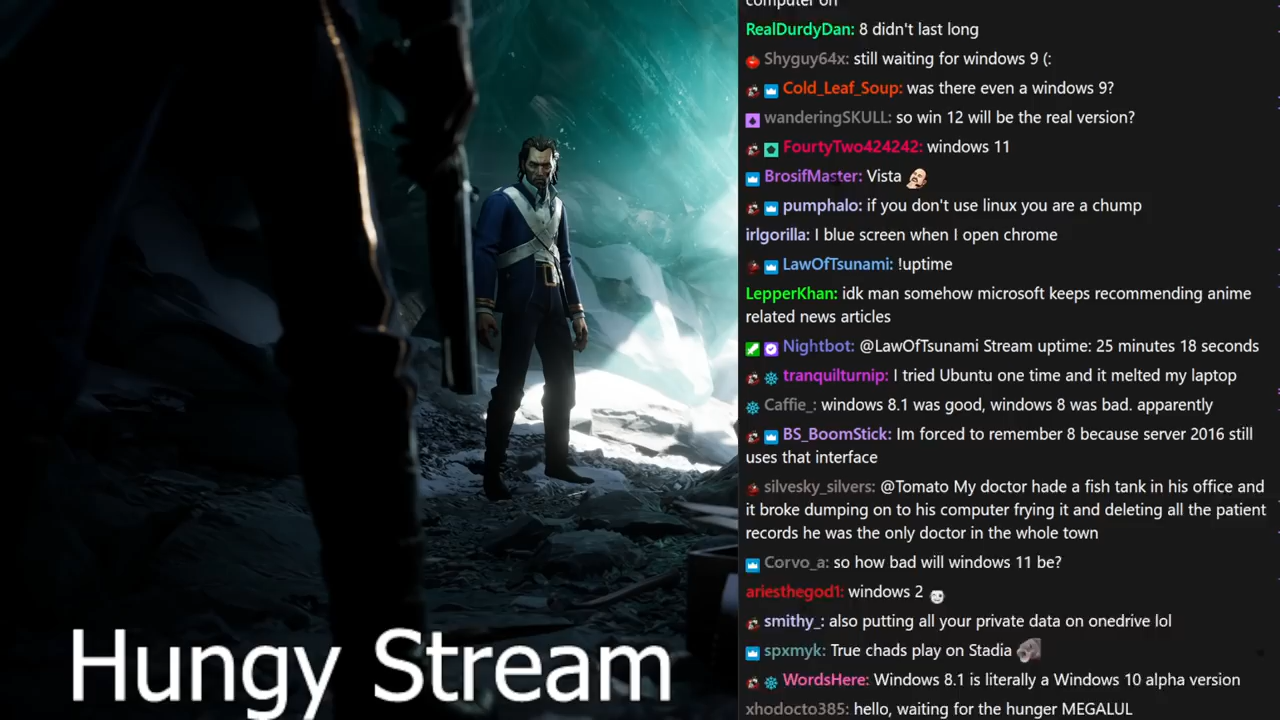 computer on
RealDurdyDan: 8 didn't last long
Shyguy64x: still waiting for windows 9 (:
Cold_Leaf_Soup: was there even a windows 9?
wanderingSKULL: so win 12 will be the real version?
FourtyTwo424242: windows 11
BrosifMaster: Vista
pumphalo: if you don't use linux you are a chump
irlgorilla: I blue screen when I open chrome
LawOfTsunami: !uptime
LepperKhan: idk man somehow microsoft keeps recommending anime
related news articles
Nightbot: @LawOfTsunami Stream uptime: 25 minutes 18 seconds
tranquilturnip: I tried Ubuntu one time and it melted my laptop
Caffie_: windows 8.1 was good, windows 8 was bad. apparently
BS_BoomStick: Im forced to remember 8 because server 2016 still
uses that interface
silvesky_silvers: @Tomato My doctor hade a fish tank in his office and
it broke dumping on to his computer frying it and deleting all the patient
records he was the only doctor in the whole town
Corvo_a: so how bad will windows 11 be?
ariesthegod1: windows 2
smithy_: also putting all your private data on onedrive lol
spxmyk: True chads play on Stadia
WordsHere: Windows 8.1 is literally a Windows 10 alpha version
xhodocto385: hello, waiting for the hunger MEGALUL
Hungy Stream